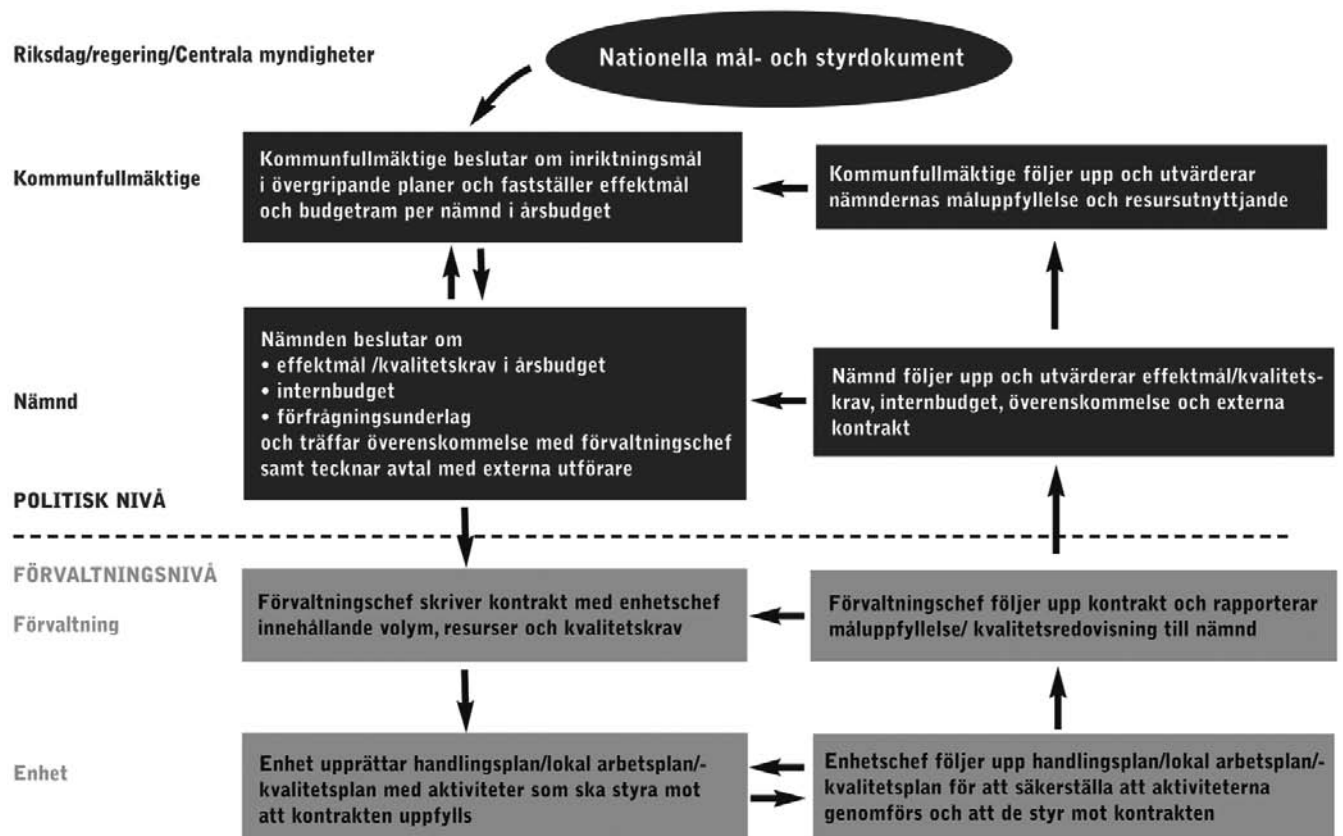 Riksdag/regering/Centrala myndigheter
Nationella mål- och styrdokument
Kommunfullmäktige
Kommunfullmäktige beslutar om inriktningsmål
i övergripande planer och fastställer effektmål
och budgetram per nämnd i årsbudget
Kommunfullmäktige följer upp och utvärderar
nämndernas måluppfyllelse och resursutnyttjande
Nämnd
Nämnden beslutar om
• effektmål /kvalitetskrav i årsbudget
• internbudget
• förfrågningsunderlag
och träffar överenskommelse med förvaltningschef
samt tecknar avtal med externa utförare
Nämnd följer upp och utvärderar effektmål/kvalitets-
krav, internbudget, överenskommelse och externa
kontrakt
POLITISK NIVÅ
FÖRVALTNINGSNIVÅ
Förvaltning
Förvaltningschef skriver kontrakt med enhetschef
innehållande volym, resurser och kvalitetskrav
Förvaltningschef följer upp kontrakt och rapporterar
måluppfyllelse/ kvalitetsredovisning till nämnd
Enhet
Enhet upprättar handlingsplan/lokal arbetsplan/-
kvalitetsplan med aktiviteter som ska styra mot
att kontrakten uppfylls
Enhetschef följer upp handlingsplan/lokal arbetsplan/-
kvalitetsplan för att säkerställa att aktiviteterna
genomförs och att de styr mot kontrakten